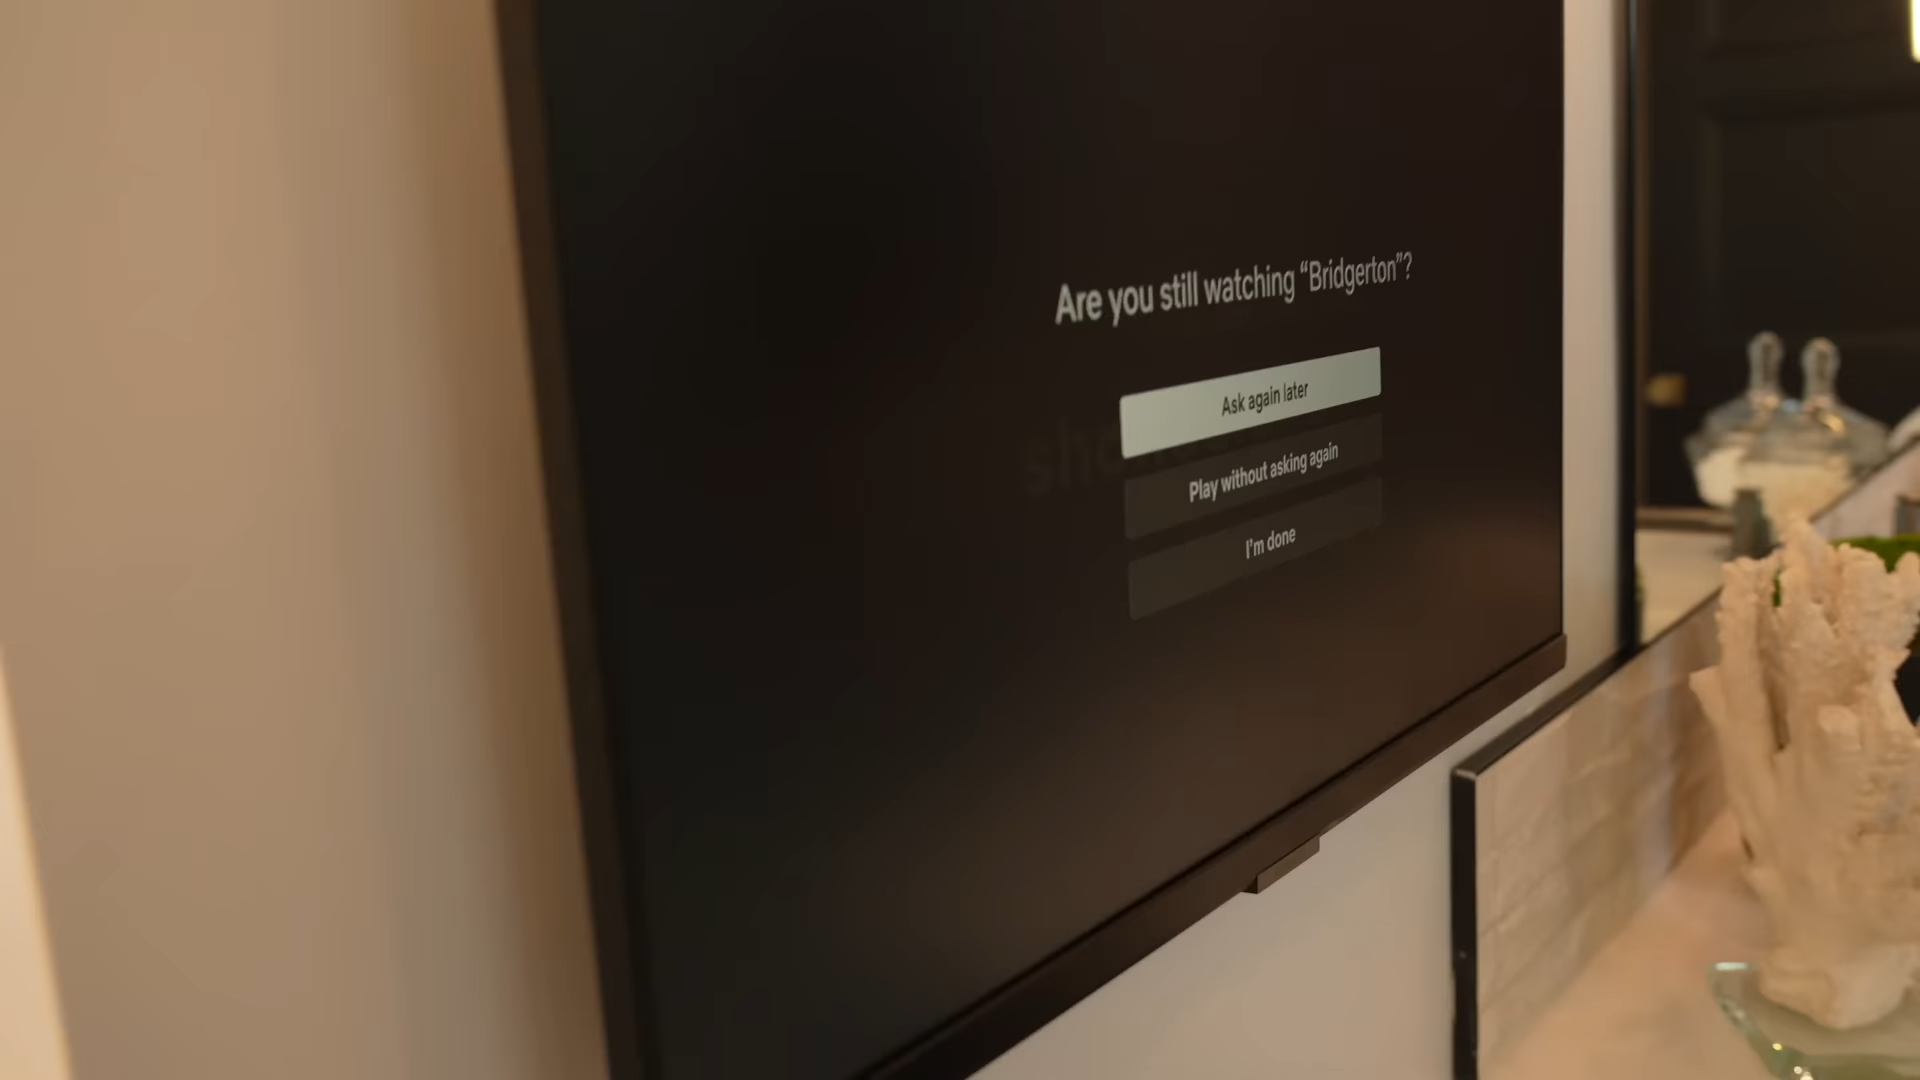 Are you still watching “Bridgerton”?
Ask again later
Play without asking again
I'm done